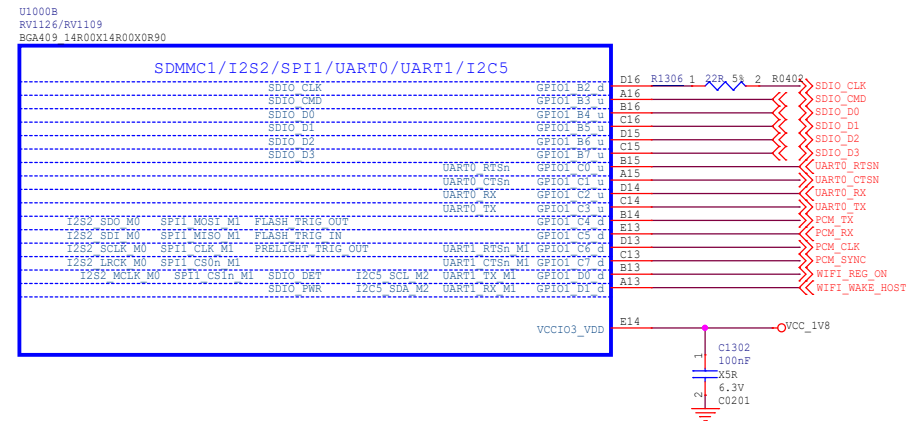 U1000B
RV1126/RV1109
BGA409_14R00X14R00X0R90
SDMMC1/I2S2/SPI1/UART0/UART1/I2C5
SDIO_CLK GPIO1_B2_d D16 R1306 1 22R 5% 2 R0402 SDIO_CLK
SDIO_CMD GPIO1_B3_u A16 SDIO_CMD
SDIO_D0 GPIO1_B4_u B16 SDIO_D0
SDIO_D1 GPIO1_B5_u C16 SDIO_D1
SDIO_D2 GPIO1_B6_u D15 SDIO_D2
SDIO_D3 GPIO1_B7_u C15 SDIO_D3
UART0_RTSn GPIO1_C0_u B15 UART0_RTSN
UART0_CTSn GPIO1_C1_u A15 UART0_CTSN
UART0_RX GPIO1_C2_u D14 UART0_RX
UART0_TX GPIO1_C3_u C14 UART0_TX
I2S2_SDO_M0 SPI1_MOSI_M1 FLASH_TRIG_OUT GPIO1_C4_d B14 PCM_TX
I2S2_SDI_M0 SPI1_MISO_M1 FLASH_TRIG_IN GPIO1_C5_d E13 PCM_RX
I2S2_SCLK_M0 SPI1_CLK_M1 PRELIGHT_TRIG_OUT UART1_RTSn_M1 GPIO1_C6_d D13 PCM_CLK
I2S2_LRCK_M0 SPI1_CS0n_M1 UART1_CTSn_M1 GPIO1_C7_d C13 PCM_SYNC
I2S2_MCLK_M0 SPI1_CS1n_M1 SDIO_DET I2C5_SCL_M2 UART1_TX_M1 GPIO1_D0_d B13 WIFI_REG_ON
SDIO_PWR I2C5_SDA_M2 UART1_RX_M1 GPIO1_D1_d A13 WIFI_WAKE_HOST
VCCIO3_VDD E14 VCC_1V8
1
2
C1302
100nF
X5R
6.3V
C0201